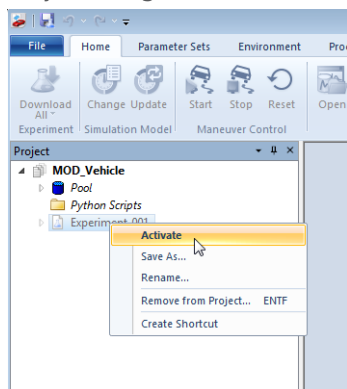 File Home Parameter Sets Environment
Download Change Update Start Stop Reset Open
All
Experiment Simulation Model Maneuver Control
Project
MOD_Vehicle
Pool
Python Scripts
Experiment_001
Activate
Save As...
Rename...
Remove from Project... ENTF
Create Shortcut